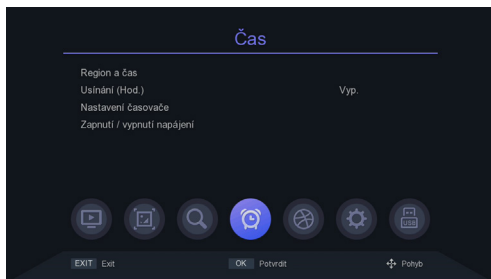 Čas
Region a čas
Usínání (Hod.) Vyp.
Nastavení časovače
Zapnutí / vypnutí napájení
USB
EXIT Exit OK Potvrdit Pohyb